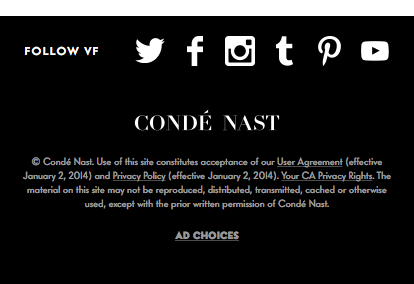 FOLLOW VF
CONDÉ NAST
© Condé Nast. Use of this site constitutes acceptance of our User Agreement (effective
January 2, 2014) and Privacy Policy (effective January 2, 2014). Your CA Privacy Rights. The
material on this site may not be reproduced, distributed, transmitted, cached or otherwise
used, except with the prior written permission of Condé Nast.
AD CHOICES